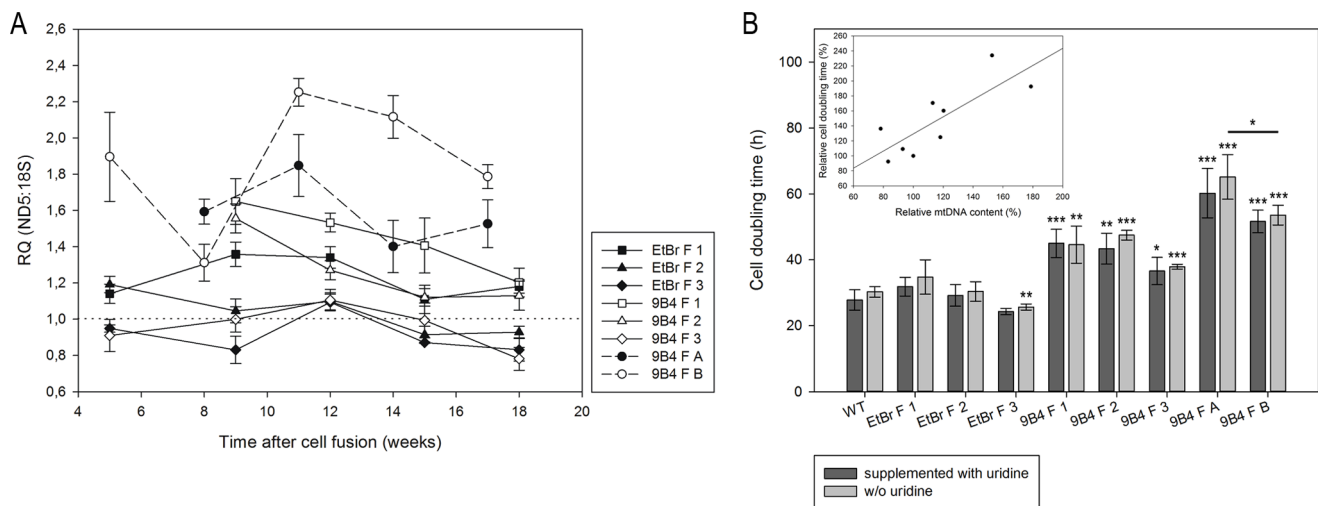 A
2,6
2,4
2,2
2,0
1,8
1,6
1,4
1,2
1,0
0,8
0,6
RQ (ND5:18S)
4 6 8 10 12 14 16 18 20
Time after cell fusion (weeks)
EtBr F 1
EtBr F 2
EtBr F 3
9B4 F 1
9B4 F 2
9B4 F 3
9B4 F A
9B4 F B
B
100
80
60
40
20
0
Cell doubling time (h)
260
240
220
200
180
160
140
120
100
80
60
Relative cell doubling time (%)
60 80 100 120 140 160 180 200
Relative mtDNA content (%)
** *** ** ** *** * *** *** *** * *** ***
WT EtBr F 1 EtBr F 2 EtBr F 3 9B4 F 1 9B4 F 2 9B4 F 3 9B4 F A 9B4 F B
supplemented with uridine
w/o uridine